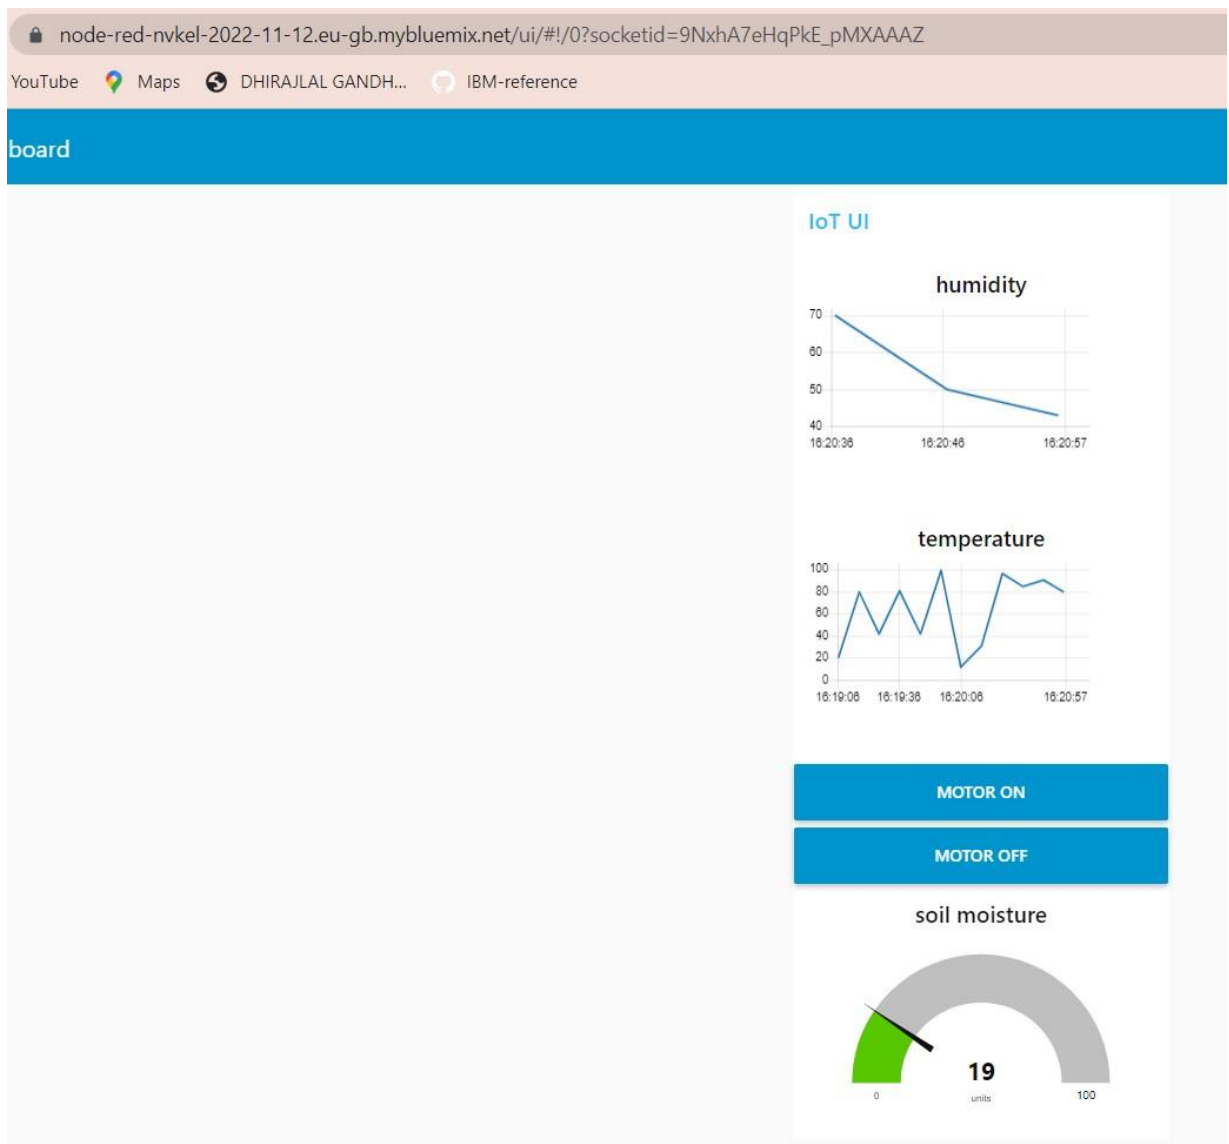 node-red-nvkel-2022-11-12.eu-gb.mybluemix.net/ui/#!/0?socketid=9NxhA7eHqPkE_pMXAAAZ
YouTube Maps DHIRAJLAL GANDH... IBM-reference
board
IoT UI
humidity
70
60
50
40
16:20:36 16:20:46 16:20:57
temperature
100
80
60
40
20
0
16:19:06 16:19:36 16:20:06 16:20:57
MOTOR ON
MOTOR OFF
soil moisture
19
0 units 100